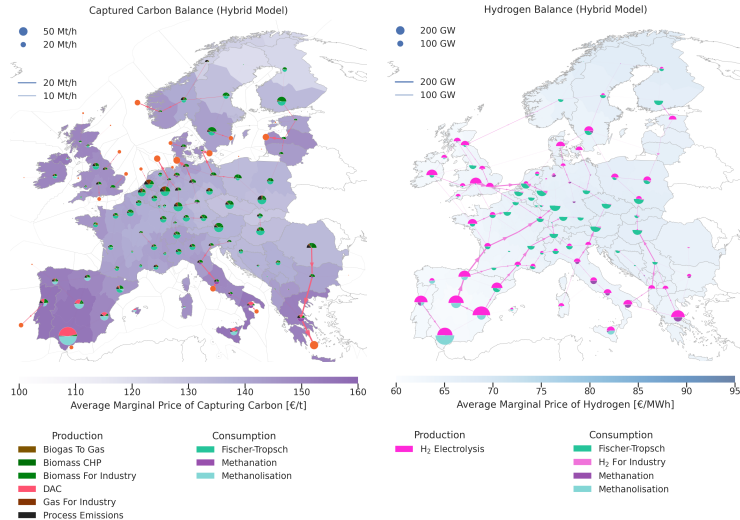 Captured Carbon Balance (Hybrid Model)
50 Mt/h
20 Mt/h
20 Mt/h
10 Mt/h
100 110 120 130 140 150 160
Average Marginal Price of Capturing Carbon [€/t]
Production
Biogas To Gas
Biomass CHP
Biomass For Industry
DAC
Gas For Industry
Process Emissions
Consumption
Fischer-Tropsch
Methanation
Methanolisation
Hydrogen Balance (Hybrid Model)
200 GW
100 GW
200 GW
100 GW
60 65 70 75 80 85 90 95
Average Marginal Price of Hydrogen [€/MWh]
Production
H₂ Electrolysis
Consumption
Fischer-Tropsch
H₂ For Industry
Methanation
Methanolisation